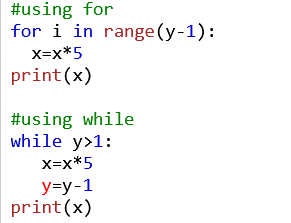 #using for
for i in range(y-1):
  x=x*5
print(x)

#using while
while y>1:
   x=x*5
   y=y-1
print(x)